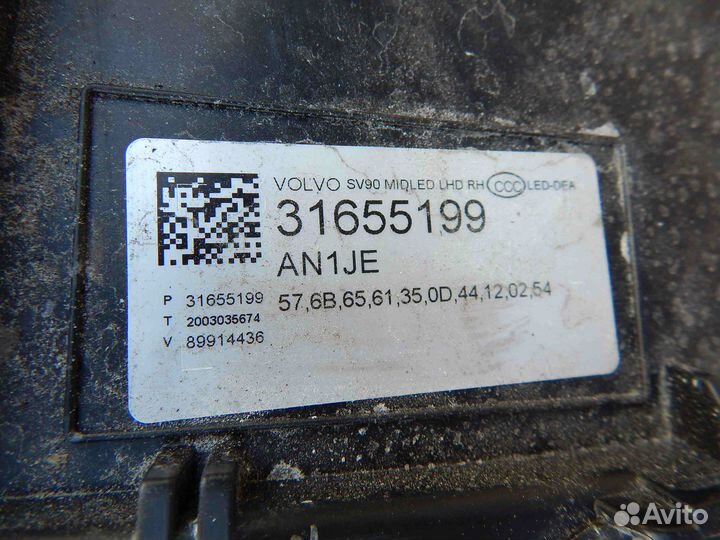 VOLVO SV90 MIDLED LHD RH CCC LED-DEA
31655199
AN1JE
P 31655199 57,6B,65,61,35,0D,44,12,02,54
T 2003035674
V 89914436
Avito